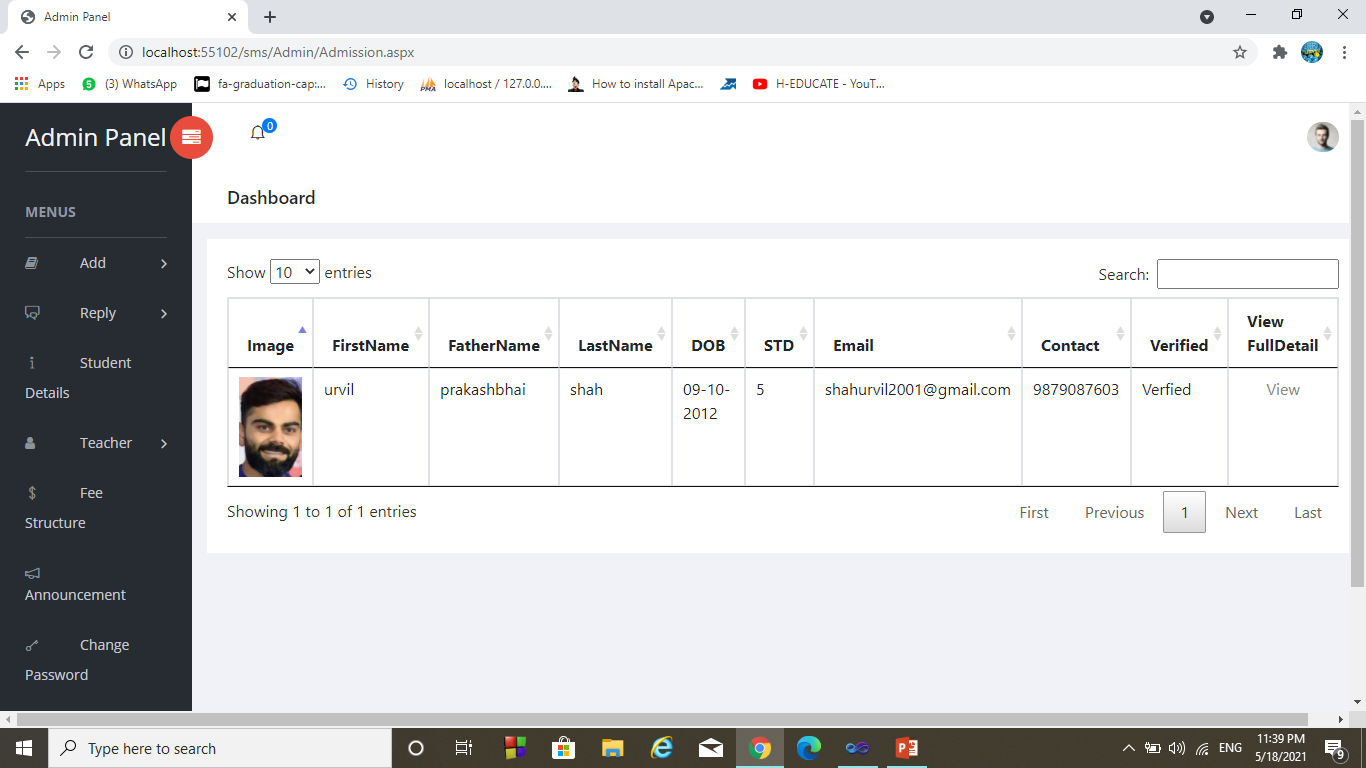 Admin Panel
localhost:55102/sms/Admin/Admission.aspx
Apps (3) WhatsApp fa-graduation-cap:... History localhost / 127.0.0.... How to install Apac... H-EDUCATE - YouT...
Admin Panel
0
Dashboard
MENUS
Add
Reply
Student
Details
Teacher
Fee
Structure
Announcement
Change
Password
Show 10 entries
Search:
Image FirstName FatherName LastName DOB STD Email Contact Verified View
FullDetail
urvil prakashbhai shah 09-10- 5 shahurvil2001@gmail.com 9879087603 Verfied View
2012
Showing 1 to 1 of 1 entries
First Previous 1 Next Last
Type here to search
ENG
11:39 PM
5/18/2021
9